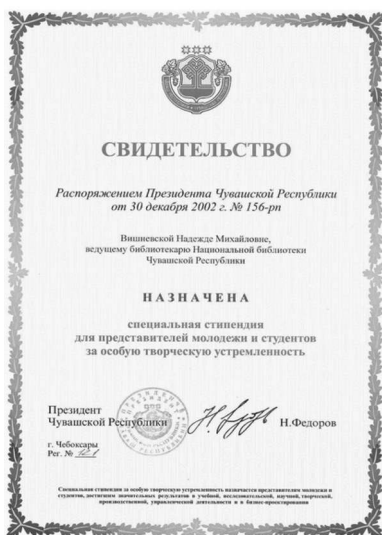 СВИДЕТЕЛЬСТВО
Распоряжением Президента Чувашской Республики
от 30 декабря 2002 г. № 156-рп
Вишневской Надежде Михайловне,
ведущему библиотекарю Национальной библиотеки
Чувашской Республики
НАЗНАЧЕНА
специальная стипендия
для представителей молодежи и студентов
за особую творческую устремленность
Президент
Чувашской Республики Н.Федоров
г. Чебоксары
Рег. №
Специальная стипендия за особую творческую устремленность назначается представителям молодежи и
студентам, достигшим значительных результатов в учебной, исследовательской, научной, творческой,
производственной, управленческой деятельности и в бизнес-проектировании